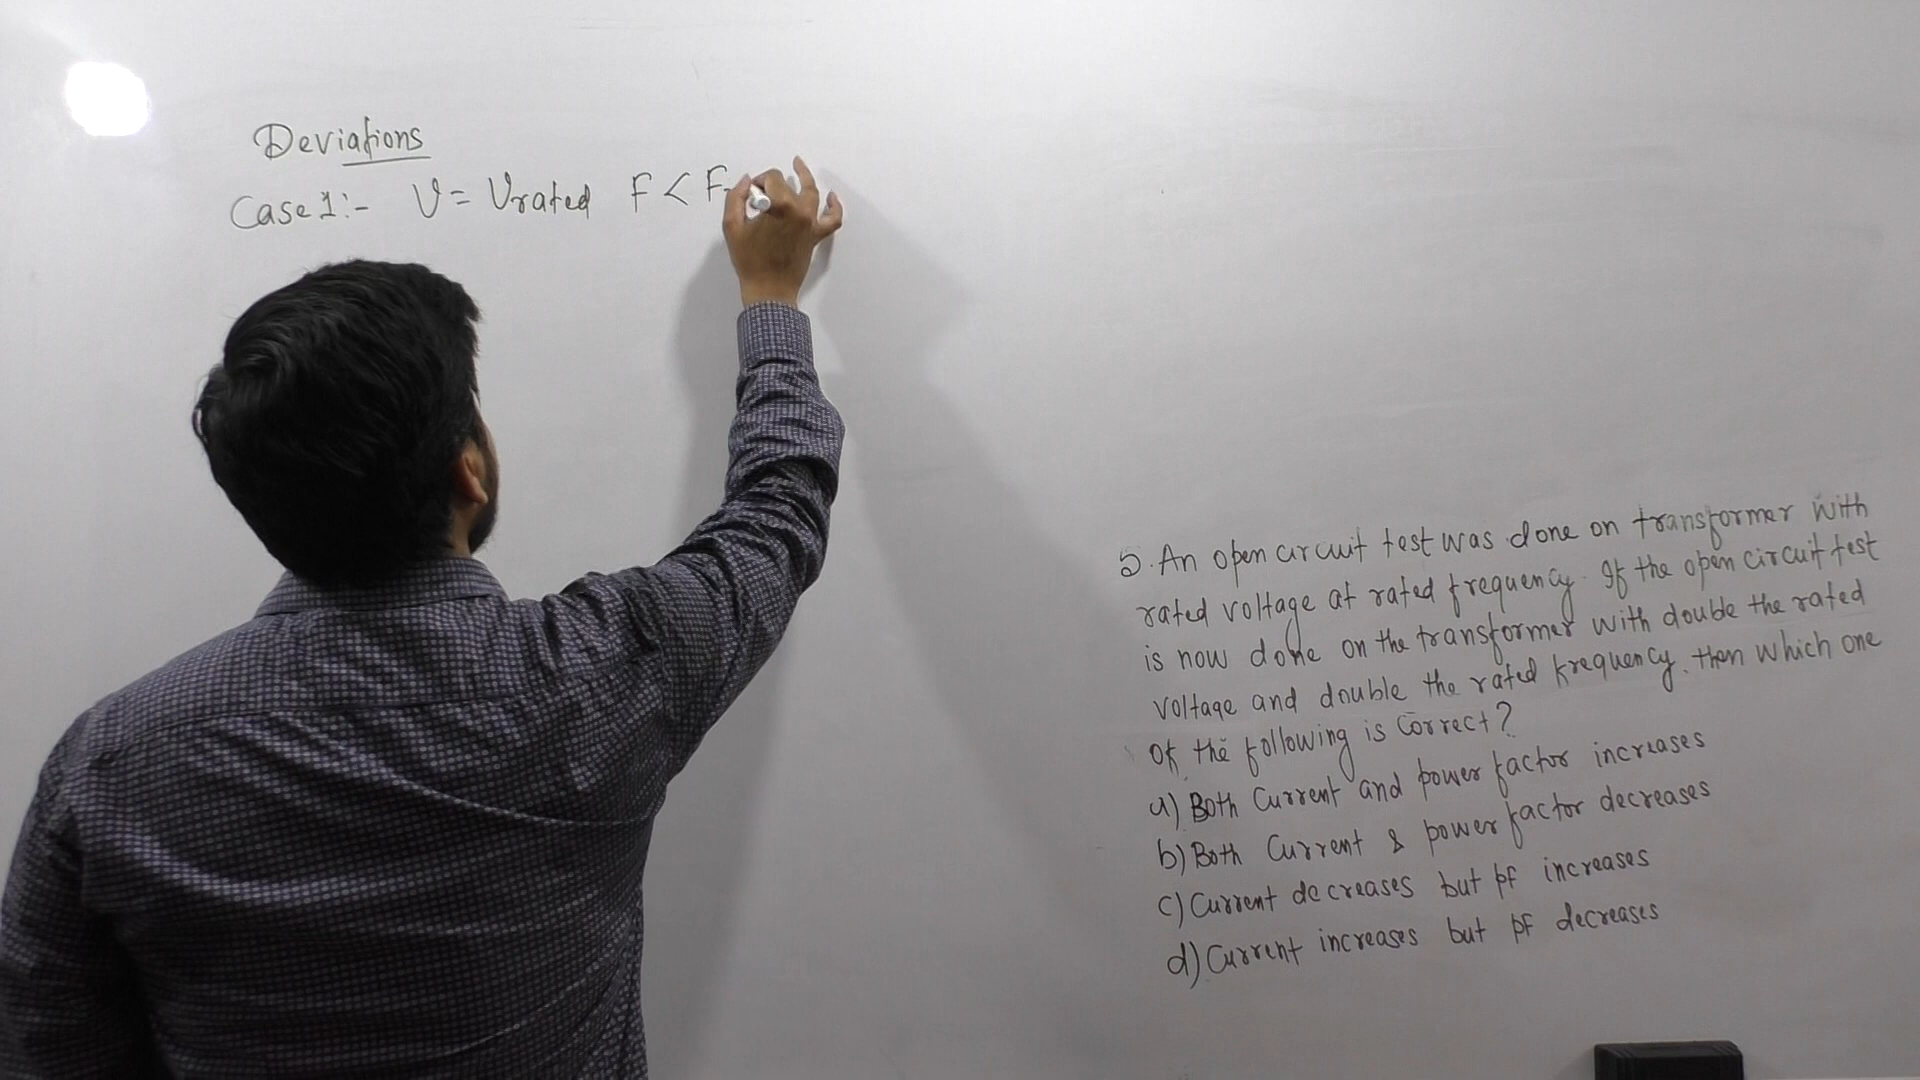 Deviations
Case 1:- V = Vrated F < F
5. An open circuit test was done on transformer with
rated voltage at rated frequency. If the open circuit test
is now done on the transformer with double the rated
voltage and double the rated frequency, then which one
of the following is correct?
a) Both Current and power factor increases
b) Both Current & power factor decreases
c) Current decreases but pf increases
d) Current increases but pf decreases